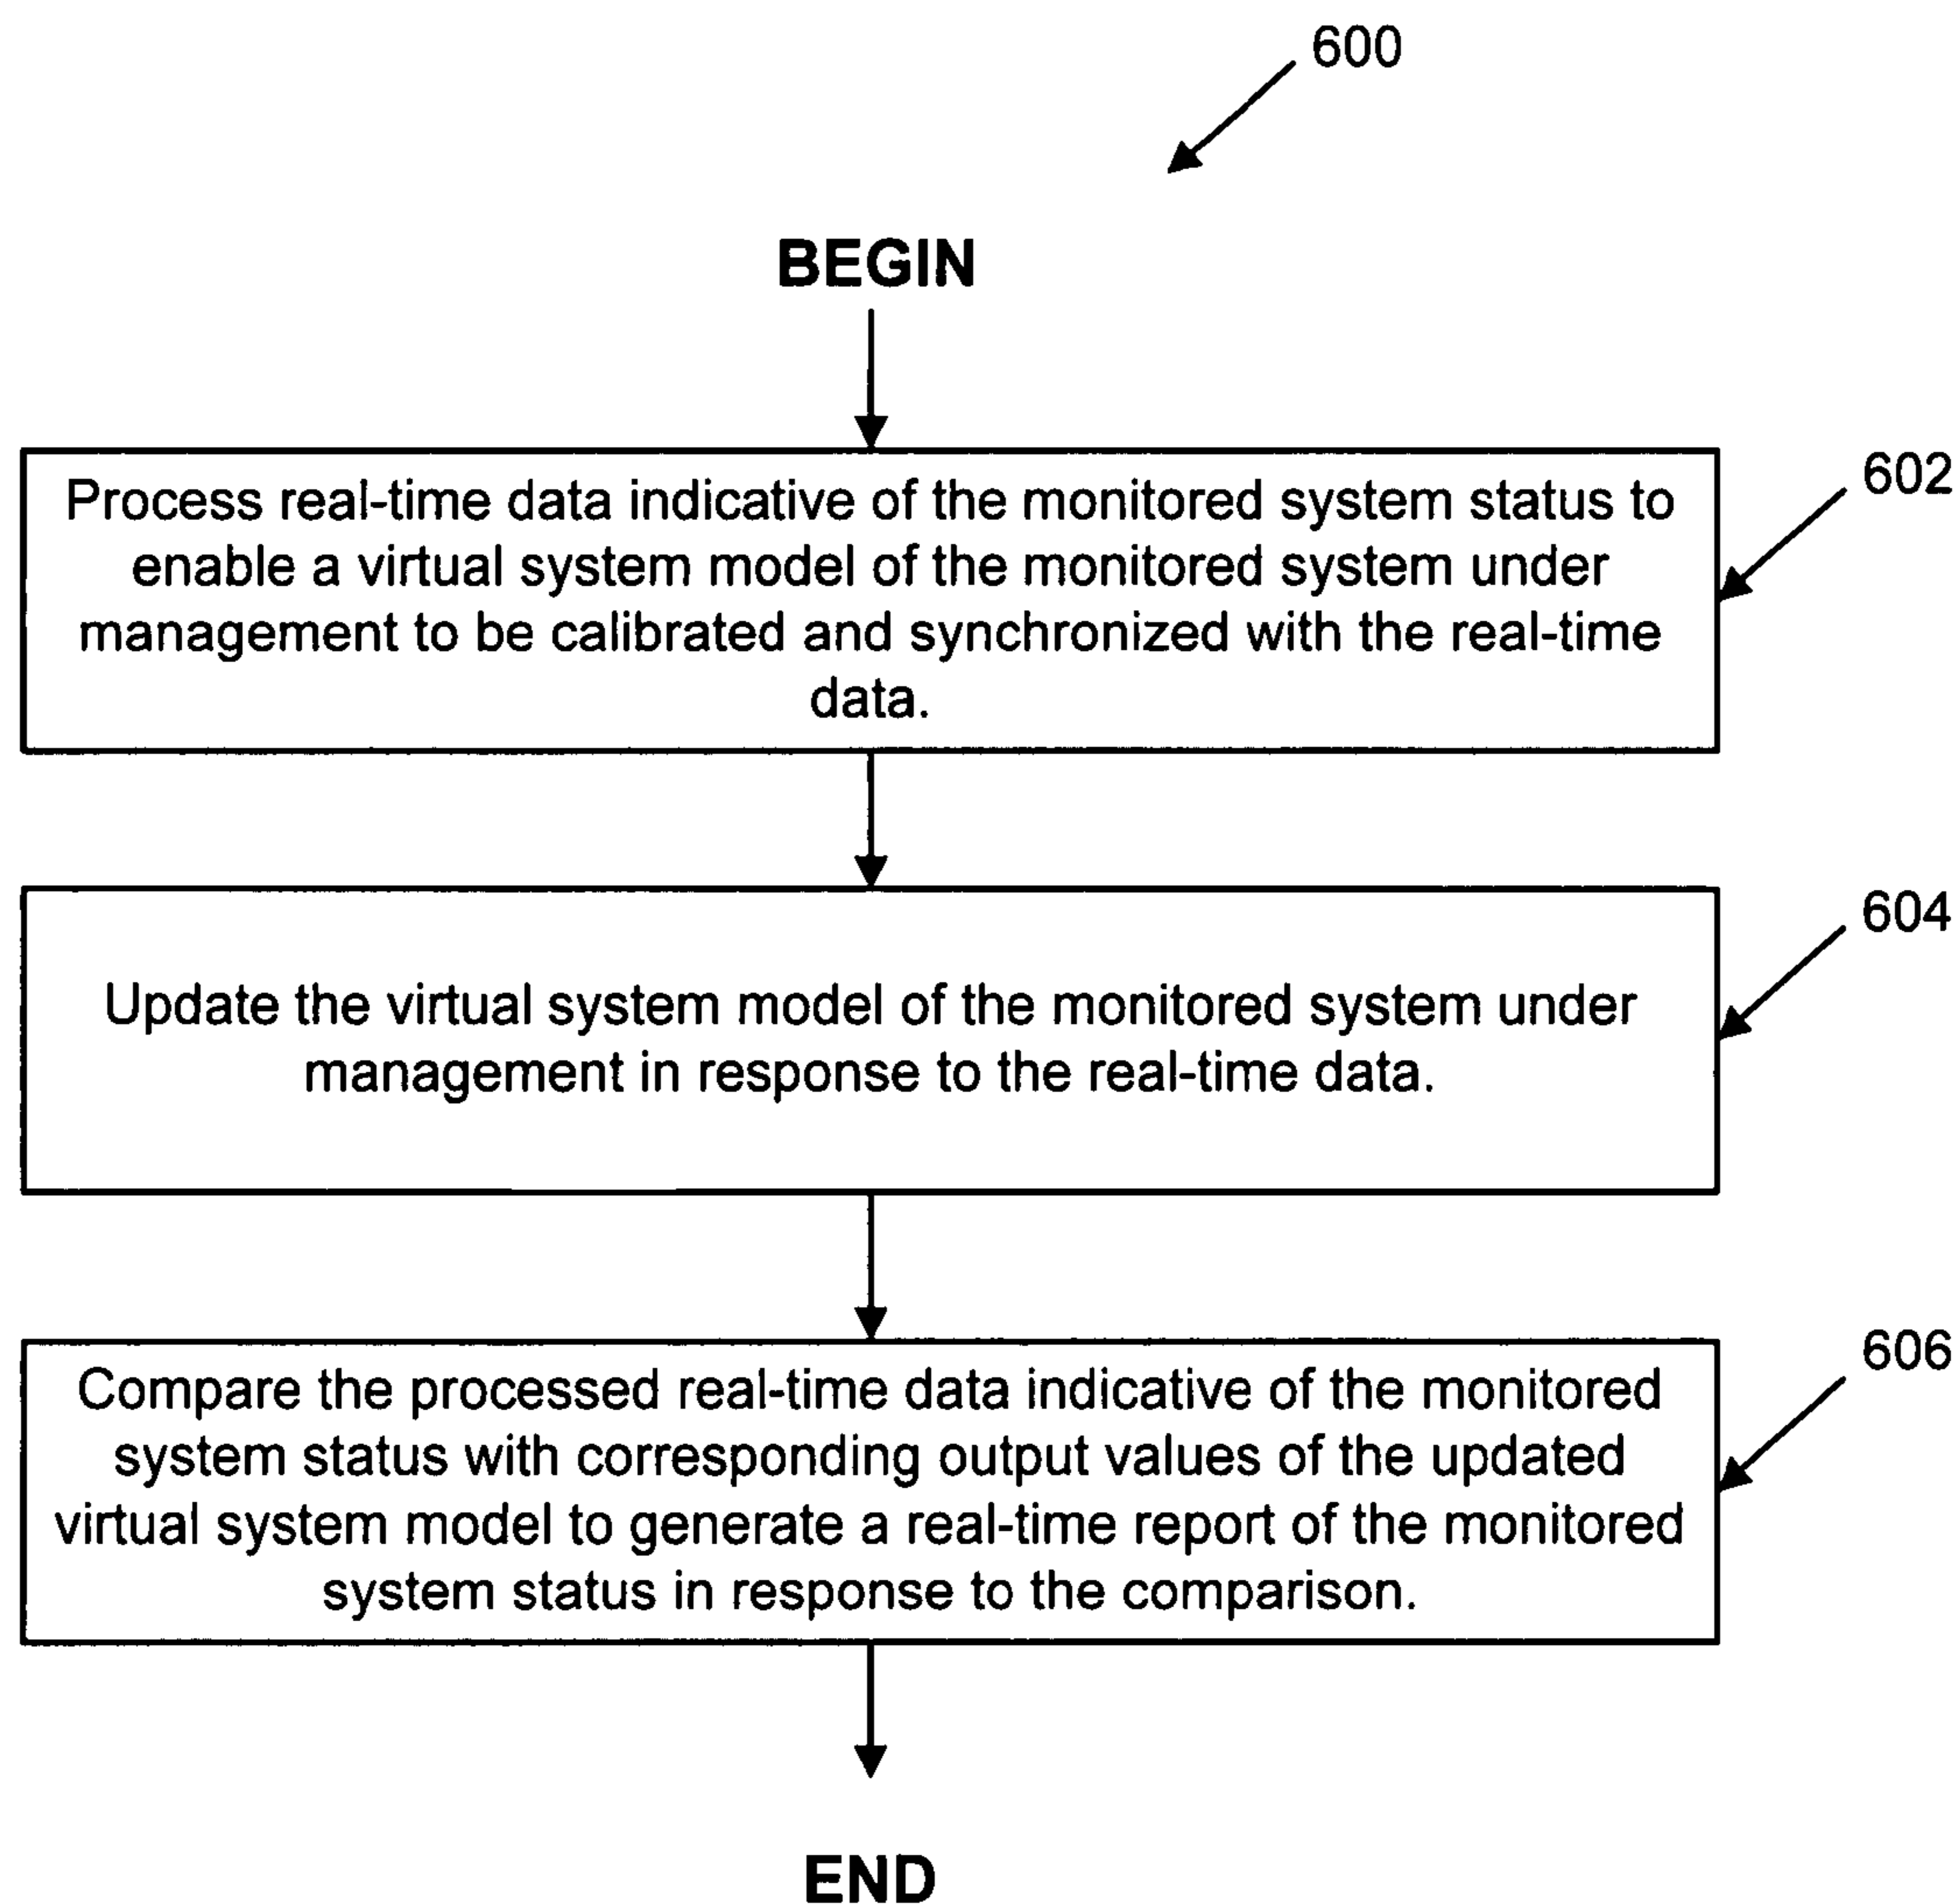 600
BEGIN
602
Process real-time data indicative of the monitored system status to
enable a virtual system model of the monitored system under
management to be calibrated and synchronized with the real-time
data.
604
Update the virtual system model of the monitored system under
management in response to the real-time data.
606
Compare the processed real-time data indicative of the monitored
system status with corresponding output values of the updated
virtual system model to generate a real-time report of the monitored
system status in response to the comparison.
END